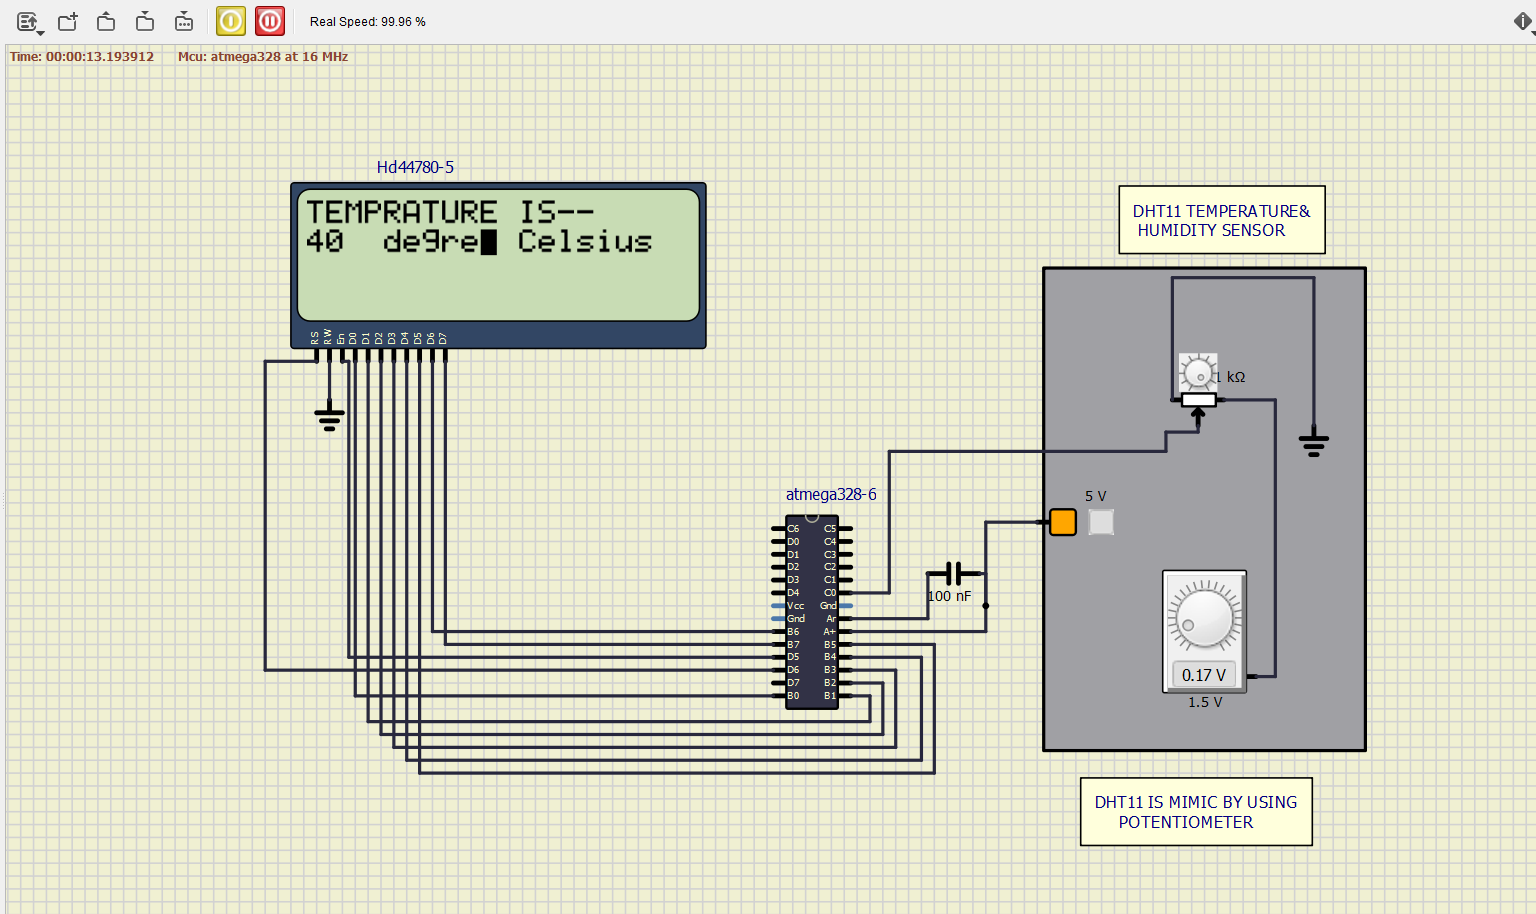 Real Speed: 99.96 %
Time: 00:00:13.193912 Mcu: atmega328 at 16 MHz
Hd44780-5
TEMPRATURE IS--
40 degre█ Celsius
RS RW En D0 D1 D2 D3 D4 D5 D6 D7
DHT11 TEMPERATURE&
HUMIDITY SENSOR
1 kΩ
atmega328-6
C6 C5
D0 C4
D1 C3
D2 C2
D3 C1
D4 C0
Vcc Gnd
Gnd Ar
B6 A+
B7 B5
D5 B4
D6 B3
D7 B2
B0 B1
100 nF
5 V
0.17 V
1.5 V
DHT11 IS MIMIC BY USING
POTENTIOMETER